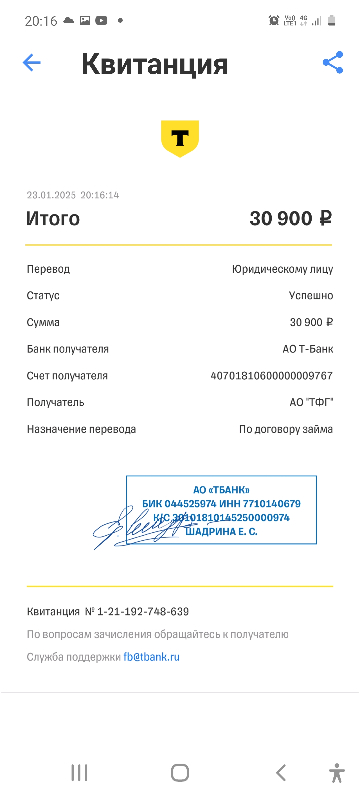 20:16
Vo) 4G
LTE1
Квитанция
T
23.01.2025 20:16:14
Итого 30 900 ₽
Перевод Юридическому лицу
Статус Успешно
Сумма 30 900 ₽
Банк получателя АО Т-Банк
Счет получателя 40701810600000009767
Получатель АО "ТФГ"
Назначение перевода По договору займа
АО «ТБАНК»
БИК 044525974 ИНН 7710140679
К/С 30101810145250000974
ШАДРИНА Е. С.
Квитанция № 1-21-192-748-639
По вопросам зачисления обращайтесь к получателю
Служба поддержки fb@tbank.ru